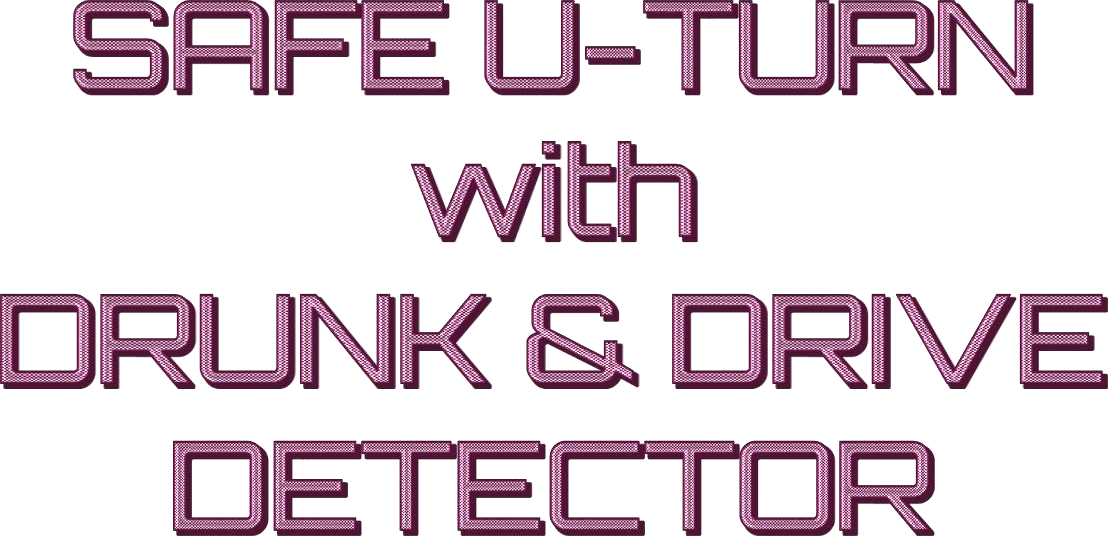 SAFE U-TURN
with
DRUNK & DRIVE
DETECTOR